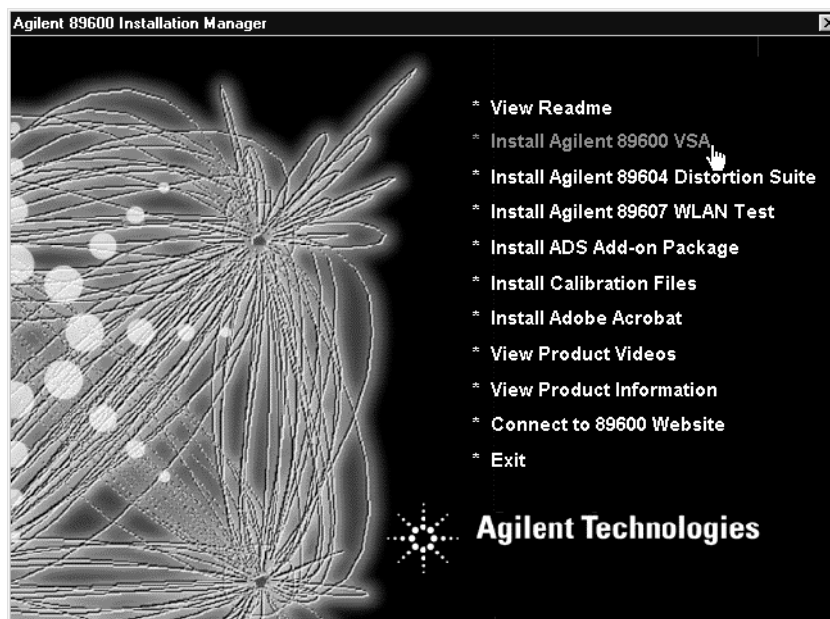 Agilent 89600 Installation Manager
* View Readme
* Install Agilent 89600 VSA
* Install Agilent 89604 Distortion Suite
* Install Agilent 89607 WLAN Test
* Install ADS Add-on Package
* Install Calibration Files
* Install Adobe Acrobat
* View Product Videos
* View Product Information
* Connect to 89600 Website
* Exit
Agilent Technologies